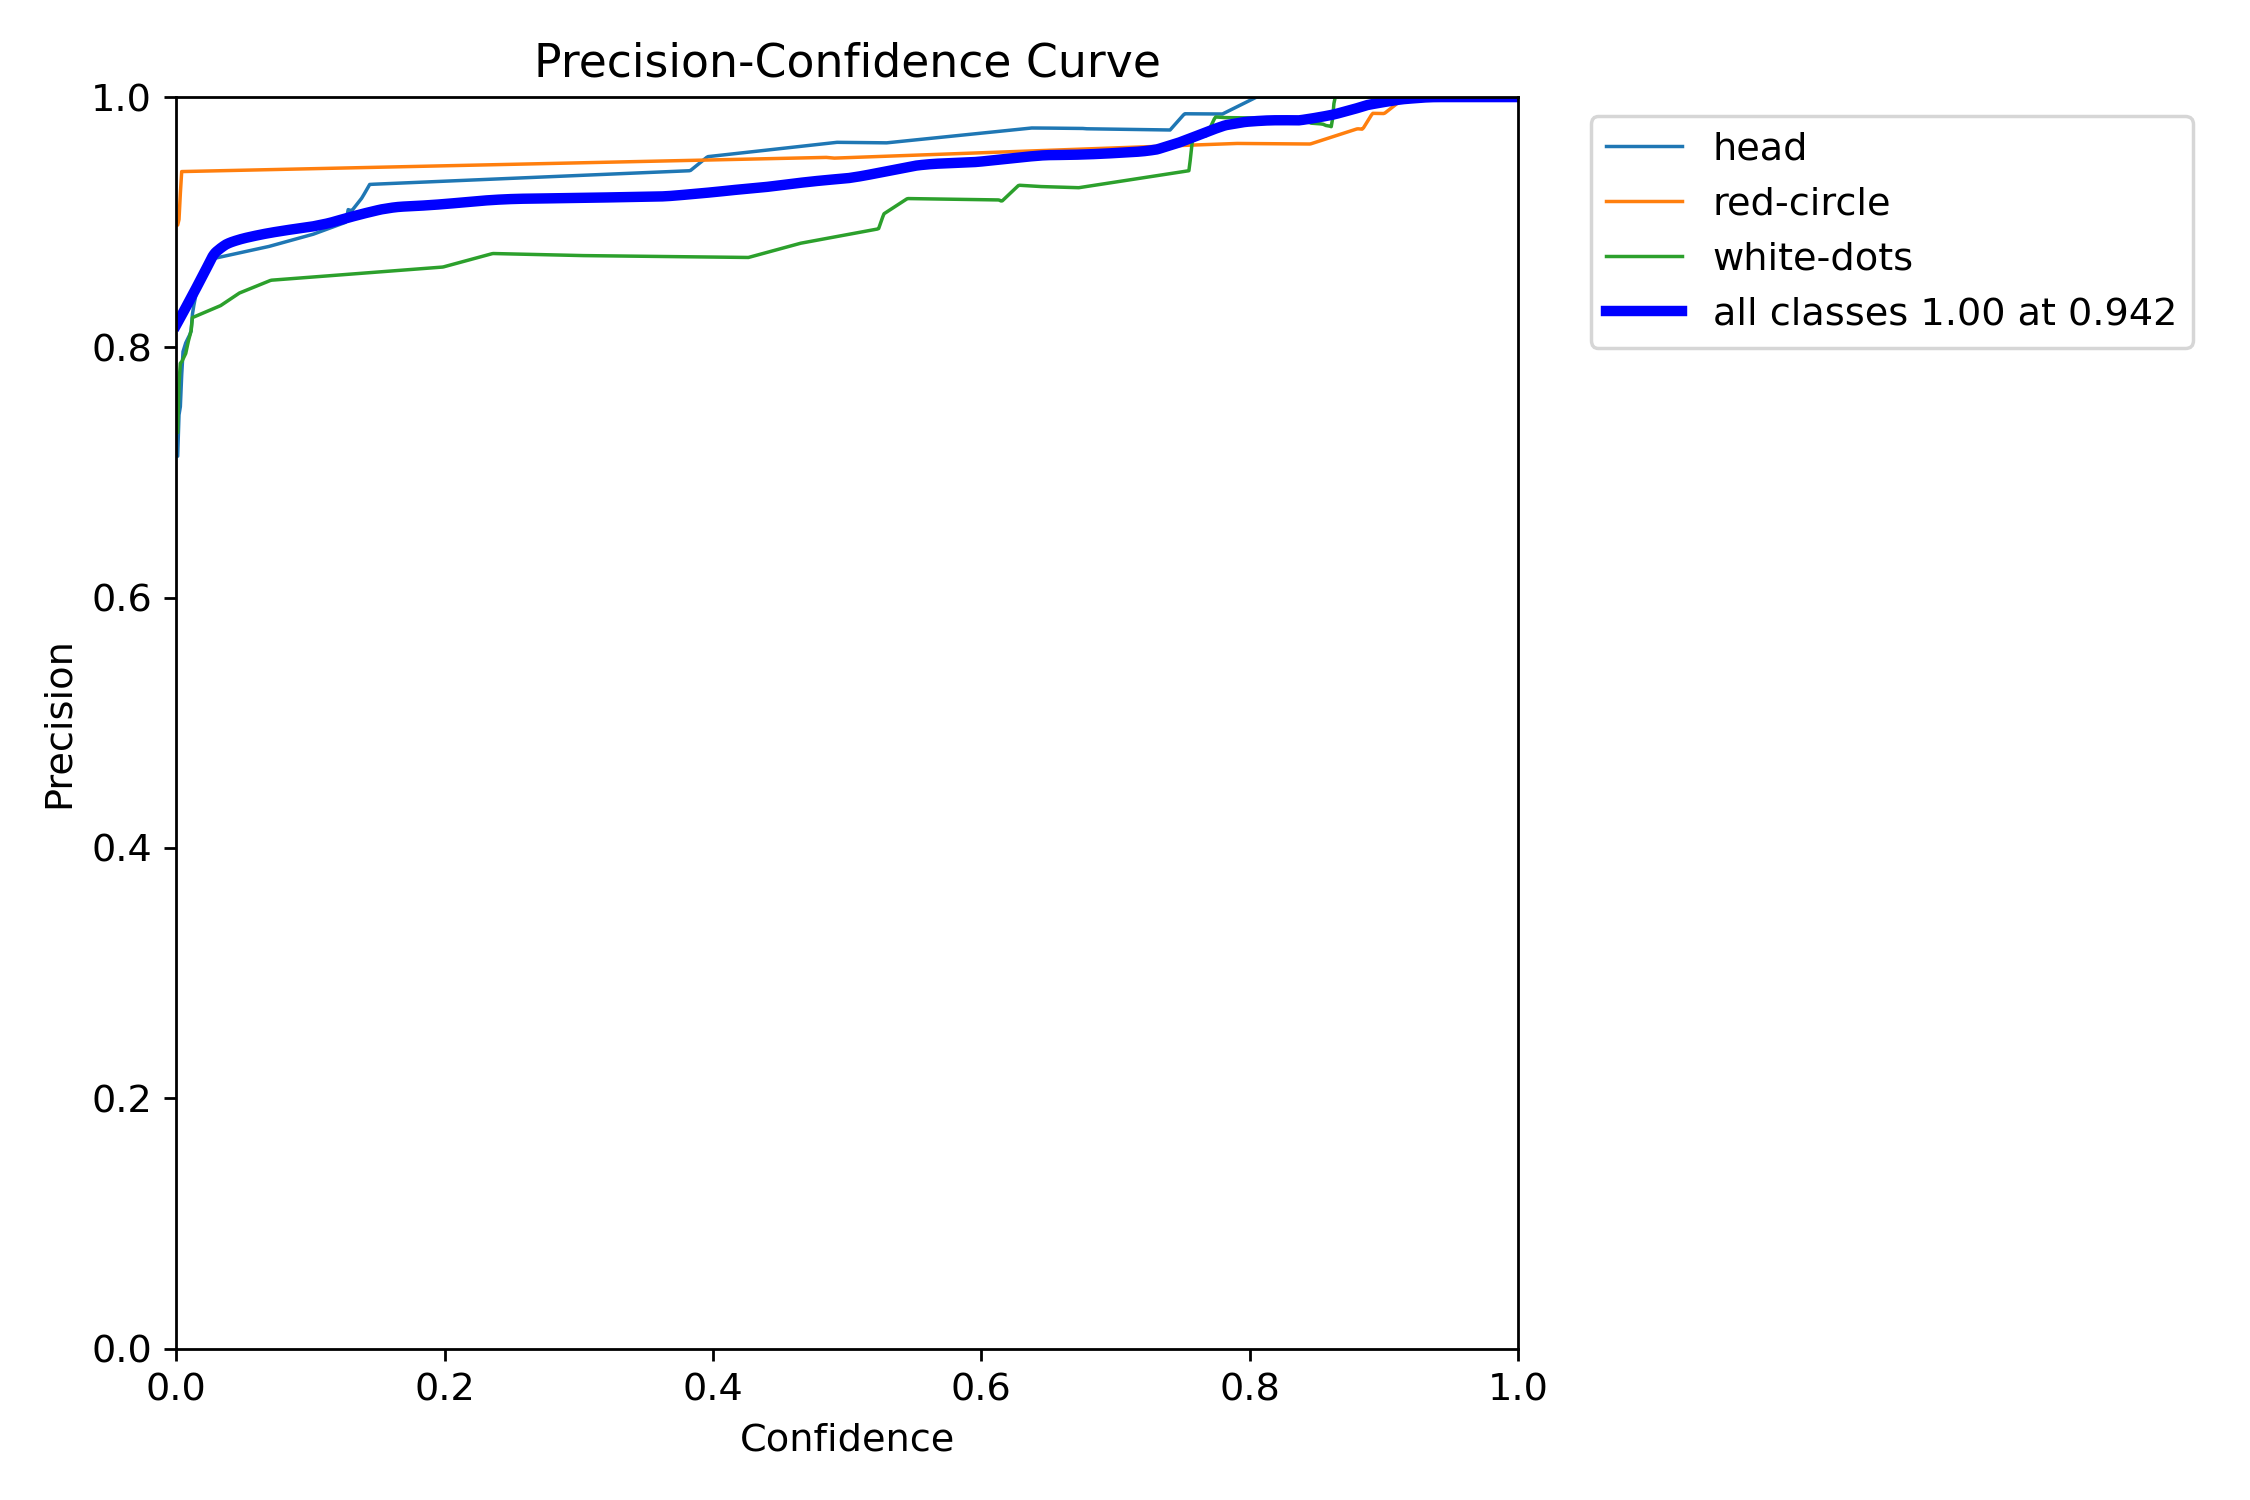 Precision-Confidence Curve
1.0
0.8
0.6
0.4
0.2
0.0
Precision
0.0 0.2 0.4 0.6 0.8 1.0
Confidence
head
red-circle
white-dots
all classes 1.00 at 0.942